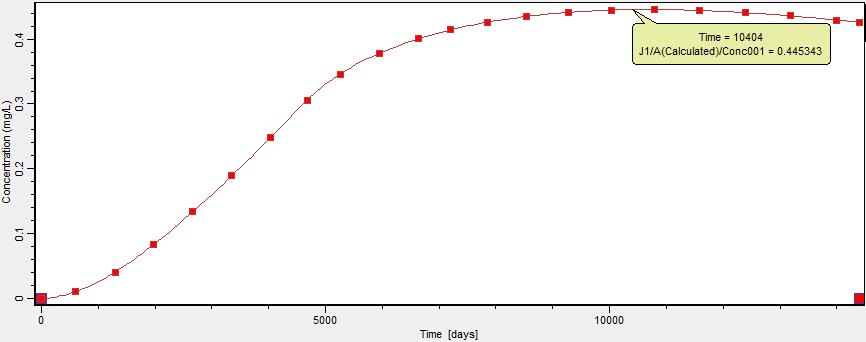 Concentration (mg/L)
0.4
0.3
0.2
0.1
0
Time = 10404
J1/A(Calculated)/Conc001 = 0.445343
0 5000 10000
Time [days]